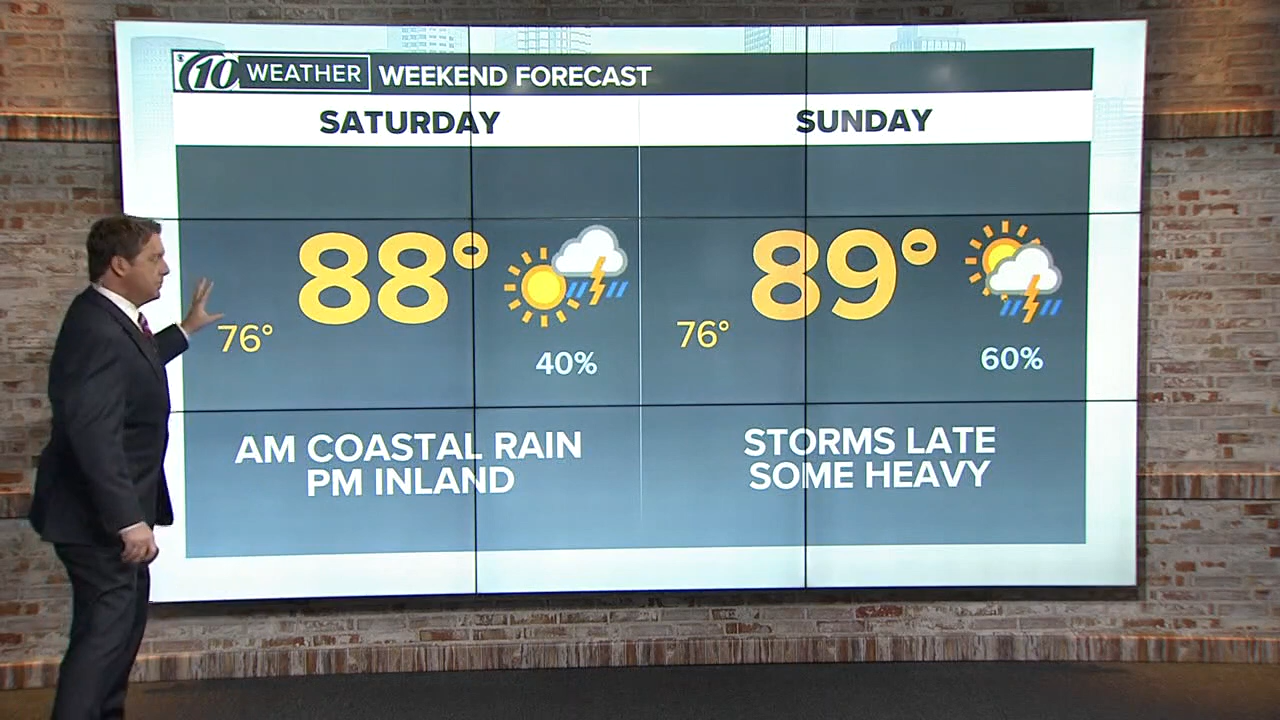 10 WEATHER WEEKEND FORECAST
SATURDAY
SUNDAY
76°
88°
40%
AM COASTAL RAIN
PM INLAND
76°
89°
60%
STORMS LATE
SOME HEAVY